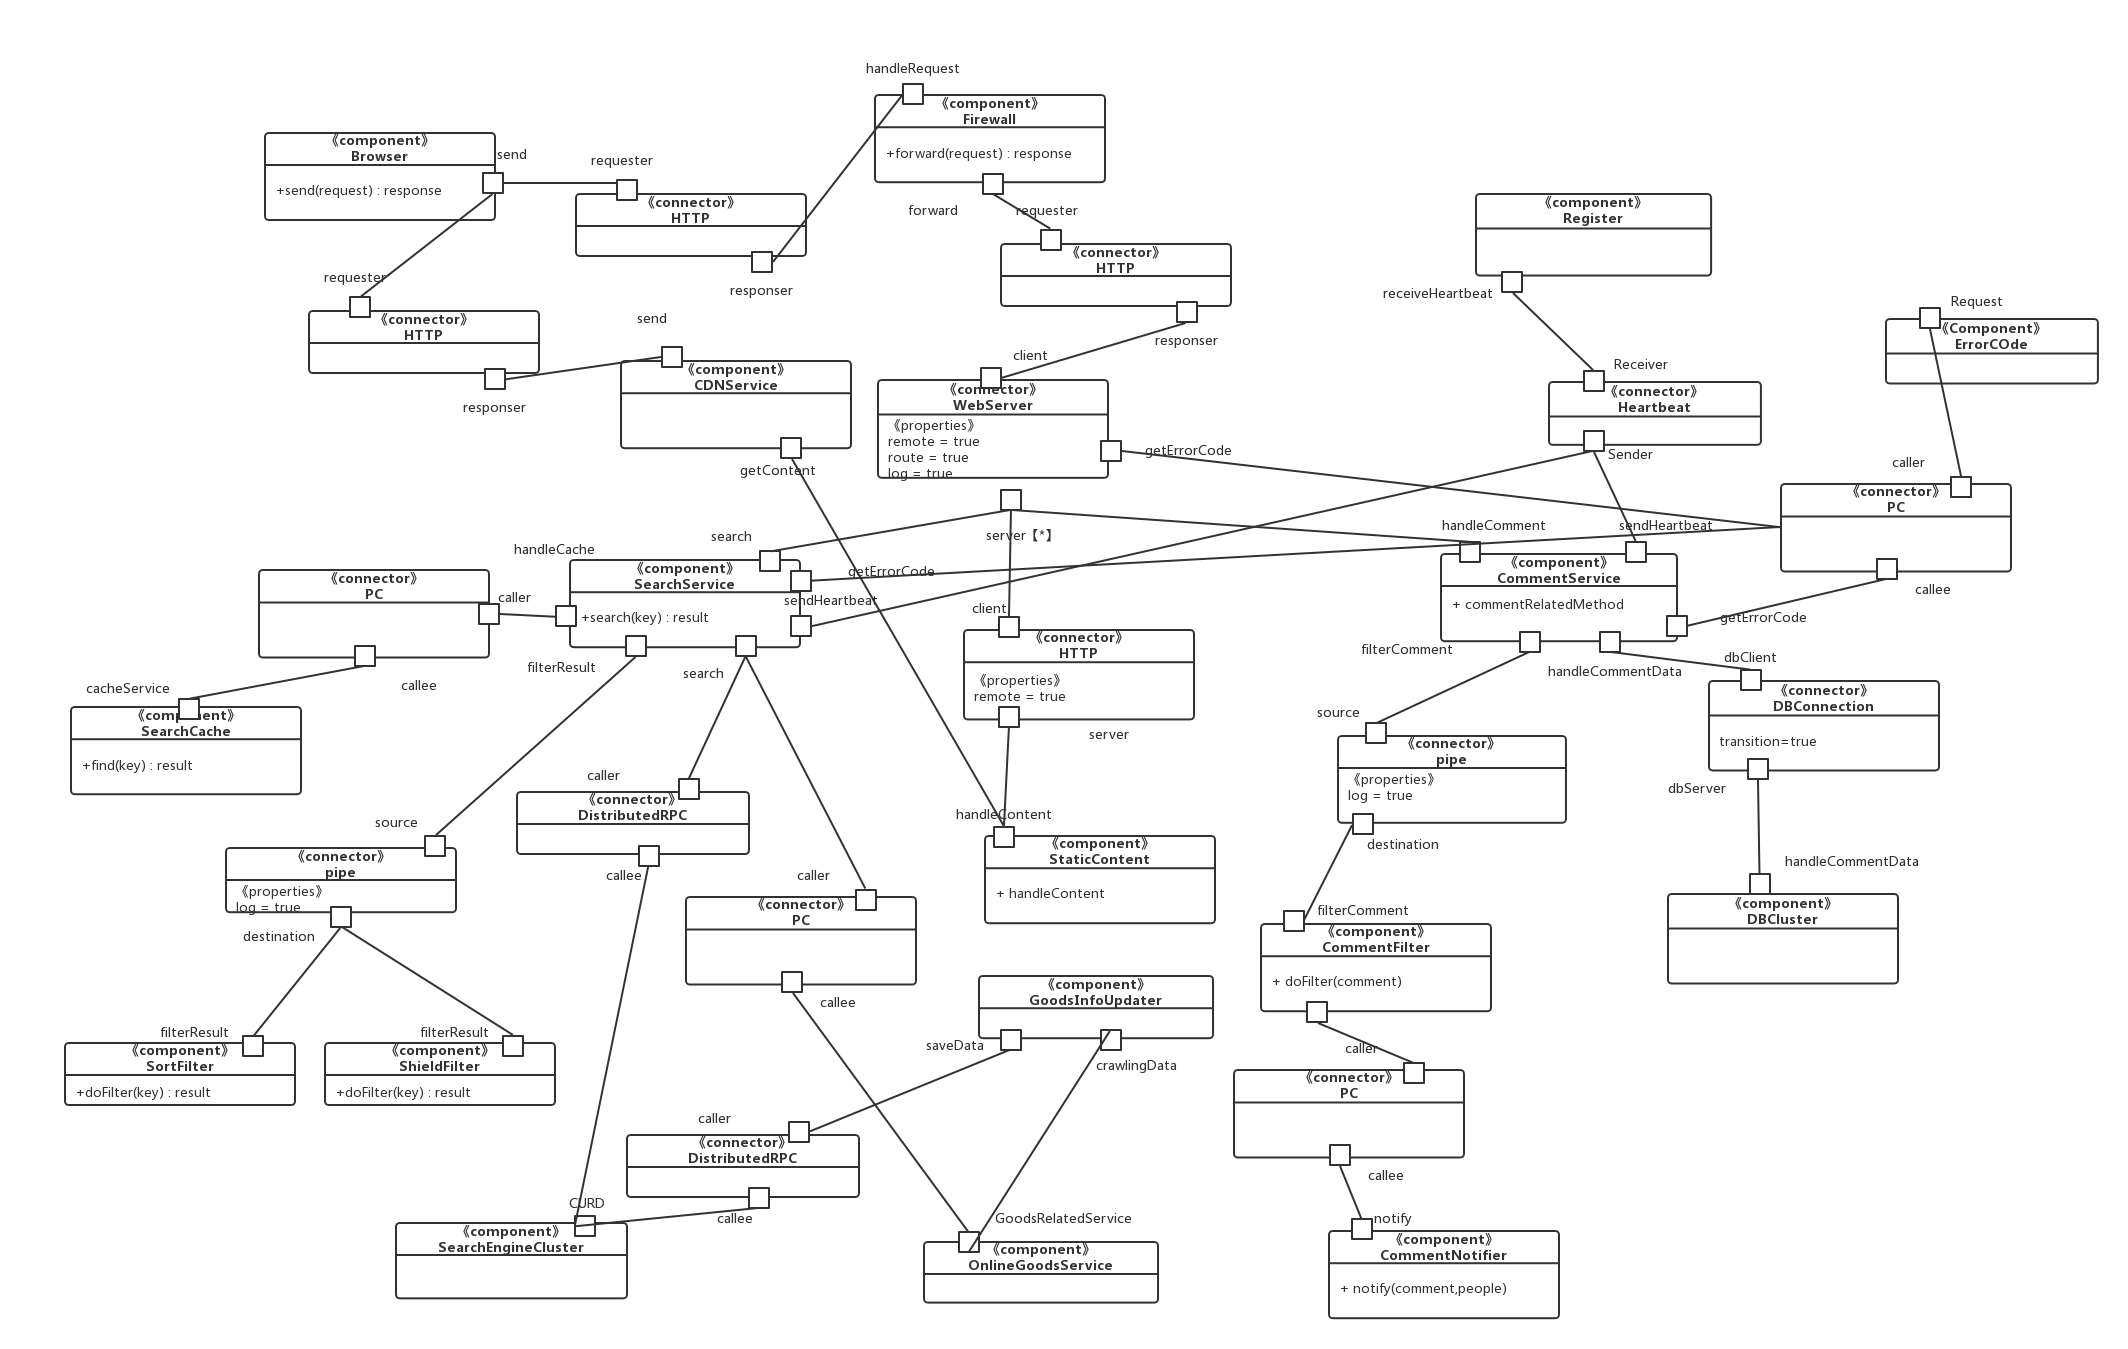 handleRequest
《component》
Firewall
+forward(request) : response
《component》
Browser
+send(request) : response
send
requester
《connector》
HTTP
responser
forward
requester
《connector》
HTTP
responser
《component》
Register
receiveHeartbeat
requester
《connector》
HTTP
responser
send
《component》
CDNService
getContent
client
《connector》
WebServer
《properties》
remote = true
route = true
log = true
getErrorCode
server【*】
Receiver
《connector》
Heartbeat
Sender
Request
《Component》
ErrorCOde
caller
《connector》
PC
callee
handleCache
search
《component》
SearchService
+search(key) : result
getErrorCode
sendHeartbeat
filterResult
search
《connector》
PC
caller
callee
cacheService
《component》
SearchCache
+find(key) : result
client
《connector》
HTTP
《properties》
remote = true
server
handleComment
sendHeartbeat
《component》
CommentService
+ commentRelatedMethod
getErrorCode
filterComment
handleCommentData
dbClient
《connector》
DBConnection
transition=true
dbServer
source
《connector》
pipe
《properties》
log = true
destination
handleCommentData
《component》
DBCluster
source
《connector》
pipe
《properties》
log = true
destination
caller
《connector》
DistributedRPC
callee
caller
《connector》
PC
callee
handleContent
《component》
StaticContent
+ handleContent
filterComment
《component》
CommentFilter
+ doFilter(comment)
filterResult
《component》
SortFilter
+doFilter(key) : result
filterResult
《component》
ShieldFilter
+doFilter(key) : result
《component》
GoodsInfoUpdater
saveData
crawlingData
caller
《connector》
PC
callee
caller
《connector》
DistributedRPC
callee
CURD
《component》
SearchEngineCluster
GoodsRelatedService
《component》
OnlineGoodsService
notify
《component》
CommentNotifier
+ notify(comment,people)